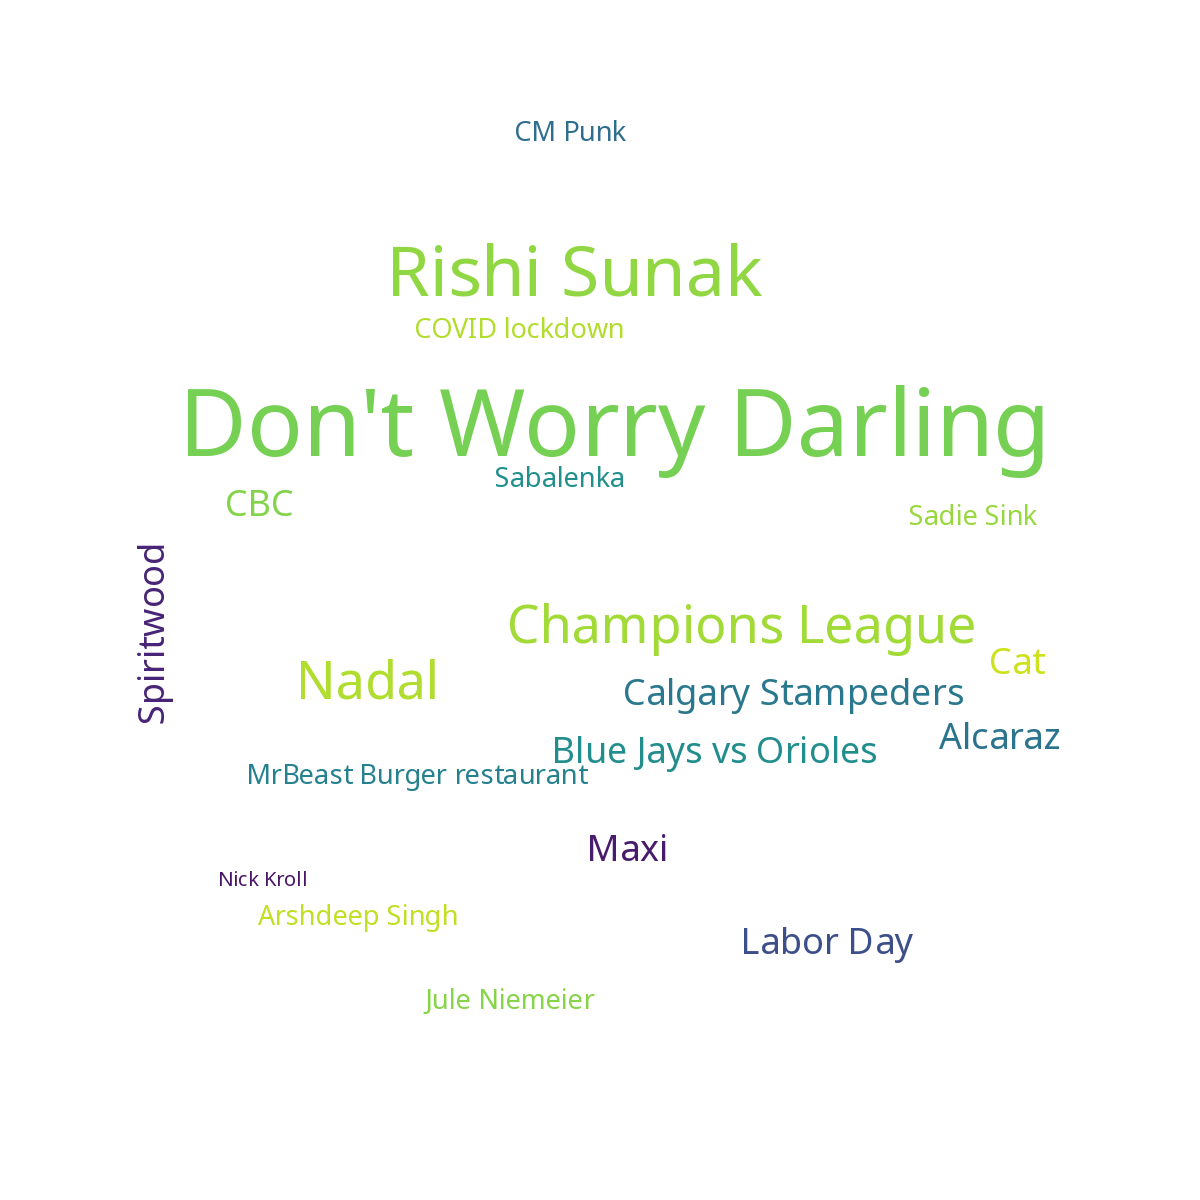 CM Punk
Rishi Sunak
COVID lockdown
Don't Worry Darling
Sabalenka
CBC
Sadie Sink
Spiritwood
Champions League
Cat
Nadal
Calgary Stampeders
Alcaraz
Blue Jays vs Orioles
MrBeast Burger restaurant
Maxi
Nick Kroll
Arshdeep Singh
Labor Day
Jule Niemeier